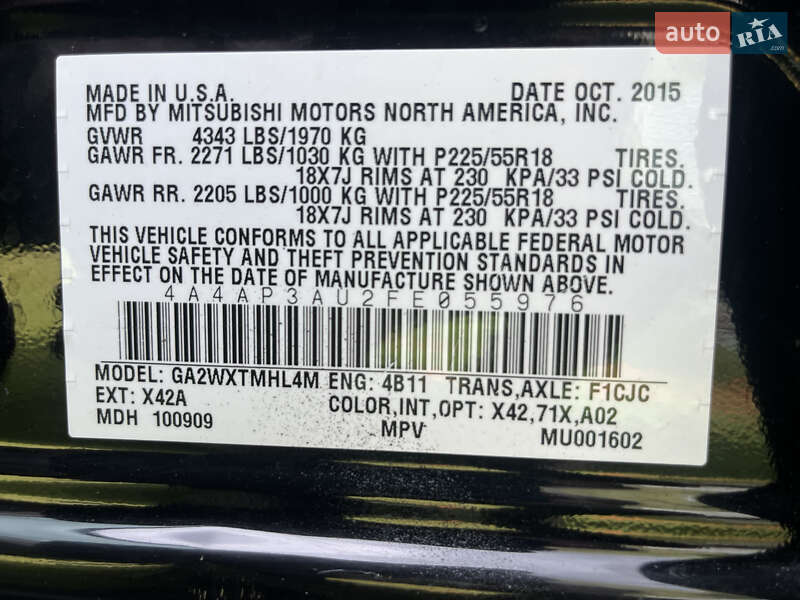 auto RIA.com
MADE IN U.S.A. DATE OCT. 2015
MFD BY MITSUBISHI MOTORS NORTH AMERICA, INC.
GVWR 4343 LBS/1970 KG
GAWR FR. 2271 LBS/1030 KG WITH P225/55R18 TIRES.
18X7J RIMS AT 230 KPA/33 PSI COLD.
GAWR RR. 2205 LBS/1000 KG WITH P225/55R18 TIRES.
18X7J RIMS AT 230 KPA/33 PSI COLD.
THIS VEHICLE CONFORMS TO ALL APPLICABLE FEDERAL MOTOR
VEHICLE SAFETY AND THEFT PREVENTION STANDARDS IN
EFFECT ON THE DATE OF MANUFACTURE SHOWN ABOVE.
4A4AP3AU2FE055976
MODEL: GA2WXTMHL4M ENG: 4B11 TRANS,AXLE: F1CJC
EXT: X42A COLOR,INT,OPT: X42,71X,A02
MDH 100909 MPV MU001602